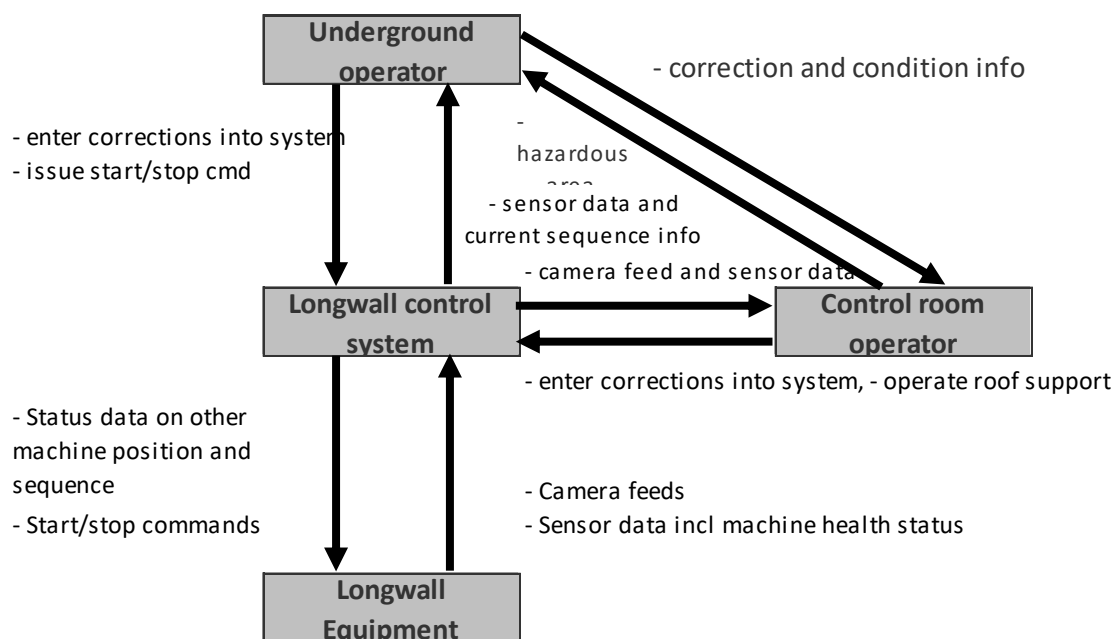 Underground
operator
- correction and condition info
- enter corrections into system
- issue start/stop cmd
-
hazardous
area
- sensor data and
current sequence info
- camera feed and sensor data
Longwall control
system
Control room
operator
- enter corrections into system, - operate roof support
- Status data on other
machine position and
sequence
- Start/stop commands
- Camera feeds
- Sensor data incl machine health status
Longwall
Equipment